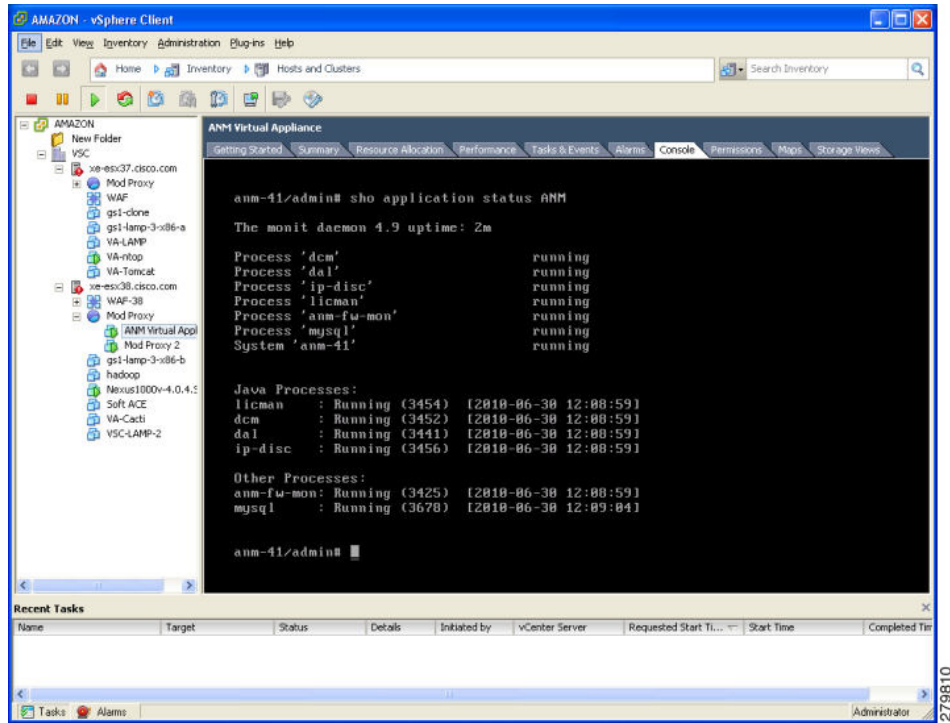 AMAZON - vSphere Client
File Edit View Inventory Administration Plug-ins Help
Home Inventory Hosts and Clusters
Search Inventory
AMAZON
New Folder
VSC
xe-esx37.cisco.com
Mod Proxy
WAF
gs1-clone
gs1-lamp-3-x86-a
VA-LAMP
VA-ntop
VA-Tomcat
xe-esx38.cisco.com
WAF-38
Mod Proxy
ANM Virtual Appl
Mod Proxy 2
gs1-lamp-3-x86-b
hadoop
Nexus1000v-4.0.4.S
Soft ACE
VA-Cacti
VSC-LAMP-2
ANM Virtual Appliance
Getting Started Summary Resource Allocation Performance Tasks & Events Alarms Console Permissions Maps Storage Views
anm-41/admin# sho application status ANM
The monit daemon 4.9 uptime: 2m
Process 'dcm' running
Process 'dal' running
Process 'ip-disc' running
Process 'licman' running
Process 'anm-fw-mon' running
Process 'mysql' running
System 'anm-41' running
Java Processes:
licman : Running (3454) [2010-06-30 12:08:59]
dcm : Running (3452) [2010-06-30 12:08:59]
dal : Running (3441) [2010-06-30 12:08:59]
ip-disc : Running (3456) [2010-06-30 12:08:59]
Other Processes:
anm-fw-mon: Running (3425) [2010-06-30 12:08:59]
mysql : Running (3678) [2010-06-30 12:09:04]
anm-41/admin#
Recent Tasks
Name Target Status Details Initiated by vCenter Server Requested Start Ti... Start Time Completed Tim
Tasks Alarms Administrator
279810